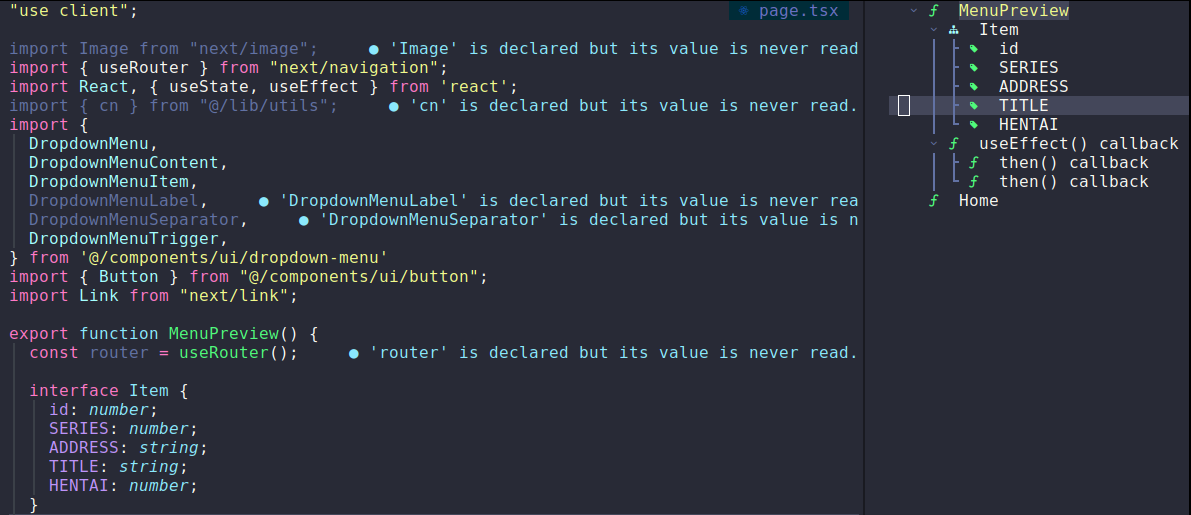 "use client";
page.tsx
import Image from "next/image"; ● 'Image' is declared but its value is never read
import { useRouter } from "next/navigation";
import React, { useState, useEffect } from 'react';
import { cn } from "@/lib/utils"; ● 'cn' is declared but its value is never read.
import {
DropdownMenu,
DropdownMenuContent,
DropdownMenuItem,
DropdownMenuLabel, ● 'DropdownMenuLabel' is declared but its value is never rea
DropdownMenuSeparator, ● 'DropdownMenuSeparator' is declared but its value is n
DropdownMenuTrigger,
} from '@/components/ui/dropdown-menu'
import { Button } from "@/components/ui/button";
import Link from "next/link";
export function MenuPreview() {
const router = useRouter(); ● 'router' is declared but its value is never read.
interface Item {
id: number;
SERIES: number;
ADDRESS: string;
TITLE: string;
HENTAI: number;
}
MenuPreview
Item
id
SERIES
ADDRESS
TITLE
HENTAI
useEffect() callback
then() callback
then() callback
Home